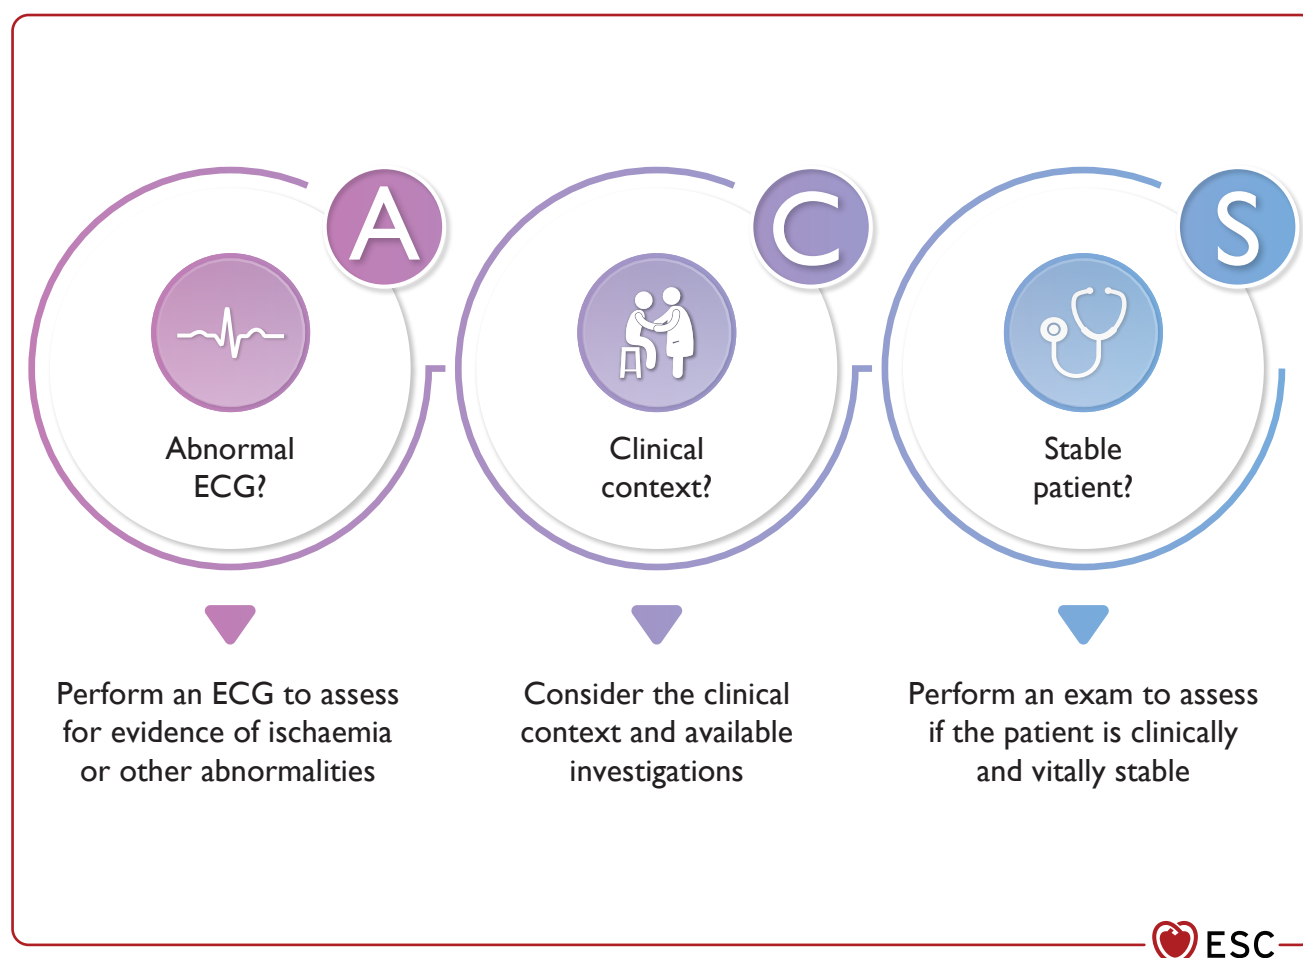 A
C
S
Abnormal
ECG?
Clinical
context?
Stable
patient?
Perform an ECG to assess
for evidence of ischaemia
or other abnormalities
Consider the clinical
context and available
investigations
Perform an exam to assess
if the patient is clinically
and vitally stable
ESC